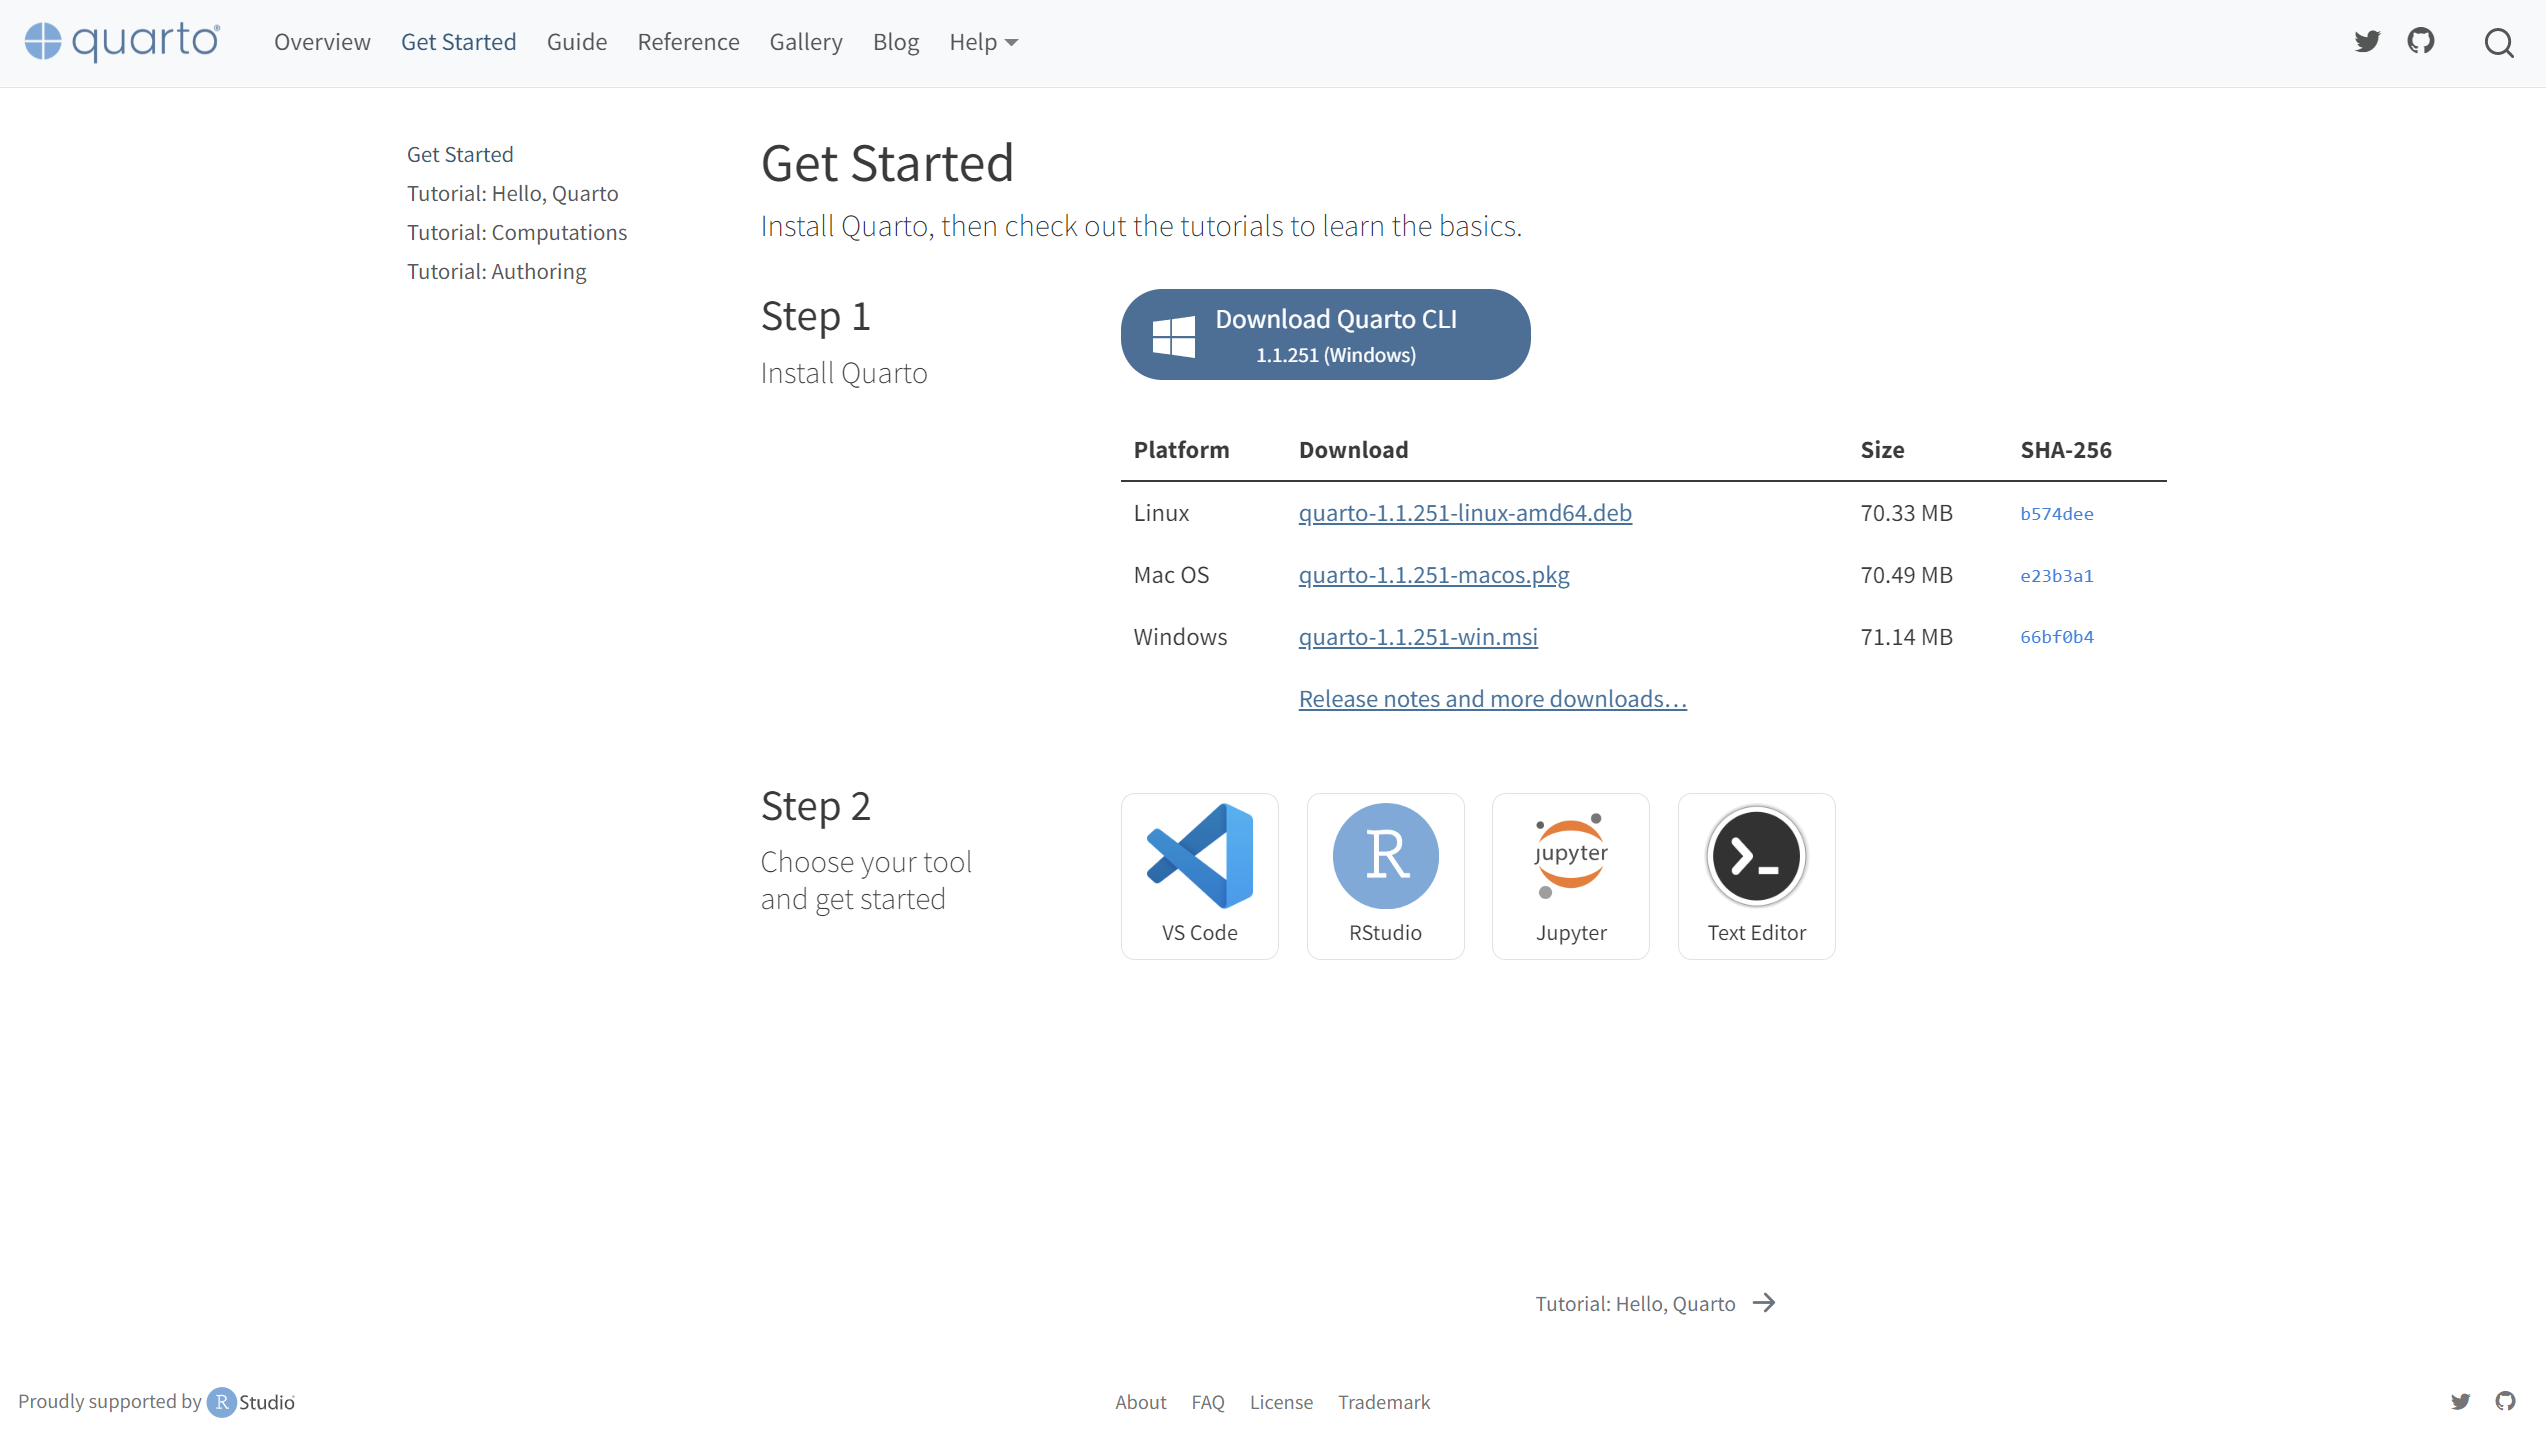 quarto®
Overview Get Started Guide Reference Gallery Blog Help
Get Started
Tutorial: Hello, Quarto
Tutorial: Computations
Tutorial: Authoring
Get Started
Install Quarto, then check out the tutorials to learn the basics.
Step 1
Install Quarto
Download Quarto CLI
1.1.251 (Windows)
Platform Download Size SHA-256
Linux quarto-1.1.251-linux-amd64.deb 70.33 MB b574dee
Mac OS quarto-1.1.251-macos.pkg 70.49 MB e23b3a1
Windows quarto-1.1.251-win.msi 71.14 MB 66bf0b4
Release notes and more downloads…
Step 2
Choose your tool
and get started
R
jupyter
VS Code RStudio Jupyter Text Editor
Tutorial: Hello, Quarto
Proudly supported by R Studio
About FAQ License Trademark